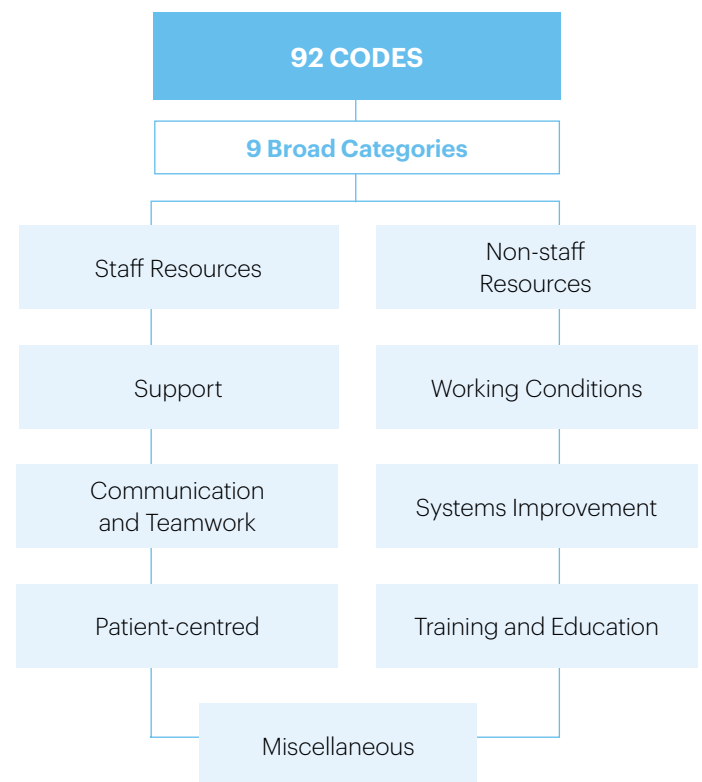 92 CODES
9 Broad Categories
Staff Resources
Non-staff
Resources
Support
Working Conditions
Communication
and Teamwork
Systems Improvement
Patient-centred
Training and Education
Miscellaneous